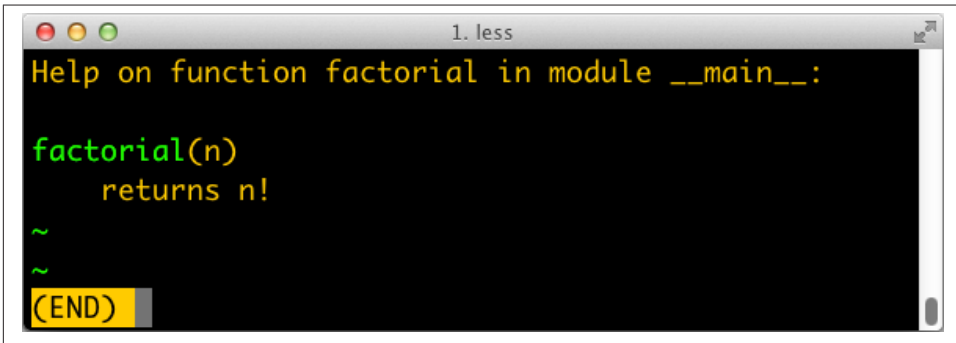 1. less
Help on function factorial in module __main__:
factorial(n)
    returns n!
~
~
(END)